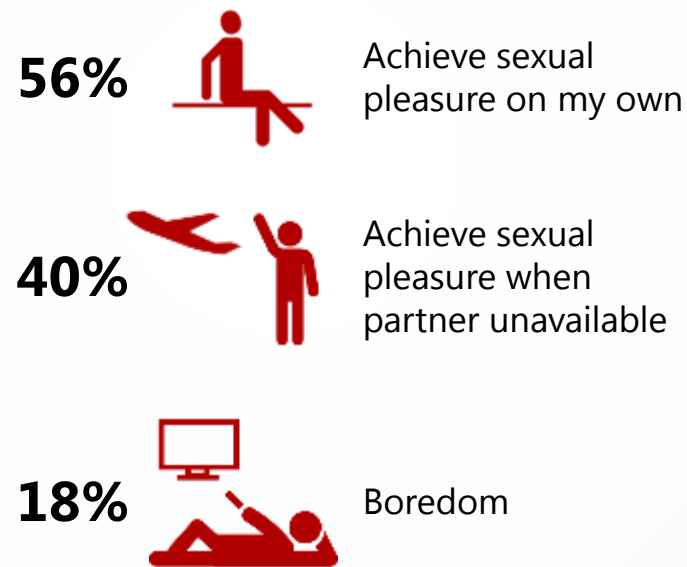 56%
Achieve sexual
pleasure on my own
40%
Achieve sexual
pleasure when
partner unavailable
18%
Boredom